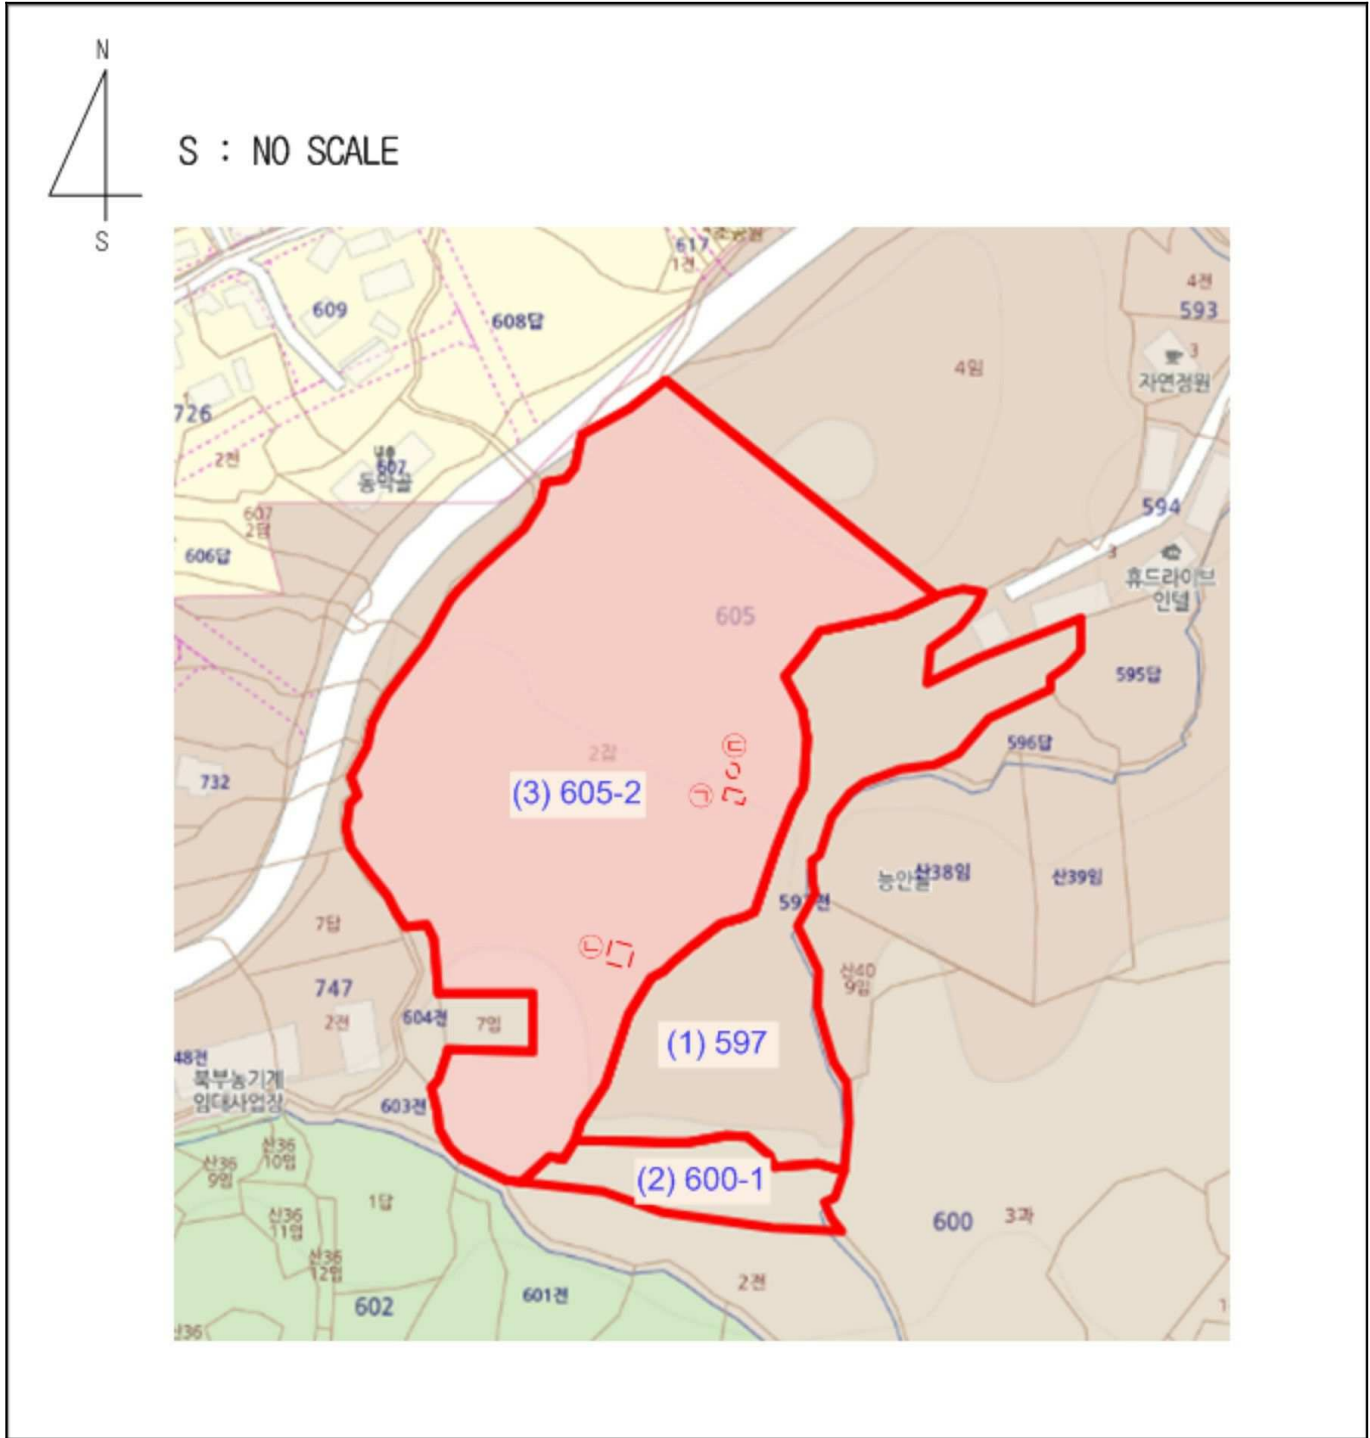 N
S : NO SCALE
S
617
1전
609
608답
4전
593
4임
3
자연정원
726
2전
607
607
2답
606답
594
3
휴드라이브
인텔
605
595답
596답
732
2잡
㉥
(3) 605-2
㉠
산38임
산39임
능안골
597전
7답
㉡
산40
9임
747
2전
604전
7임
(1) 597
48전
북부농기계
임대사업장
603전
산36
10임
산36
9임
(2) 600-1
1답
산36
11임
600
3과
산36
12임
2전
602
601전